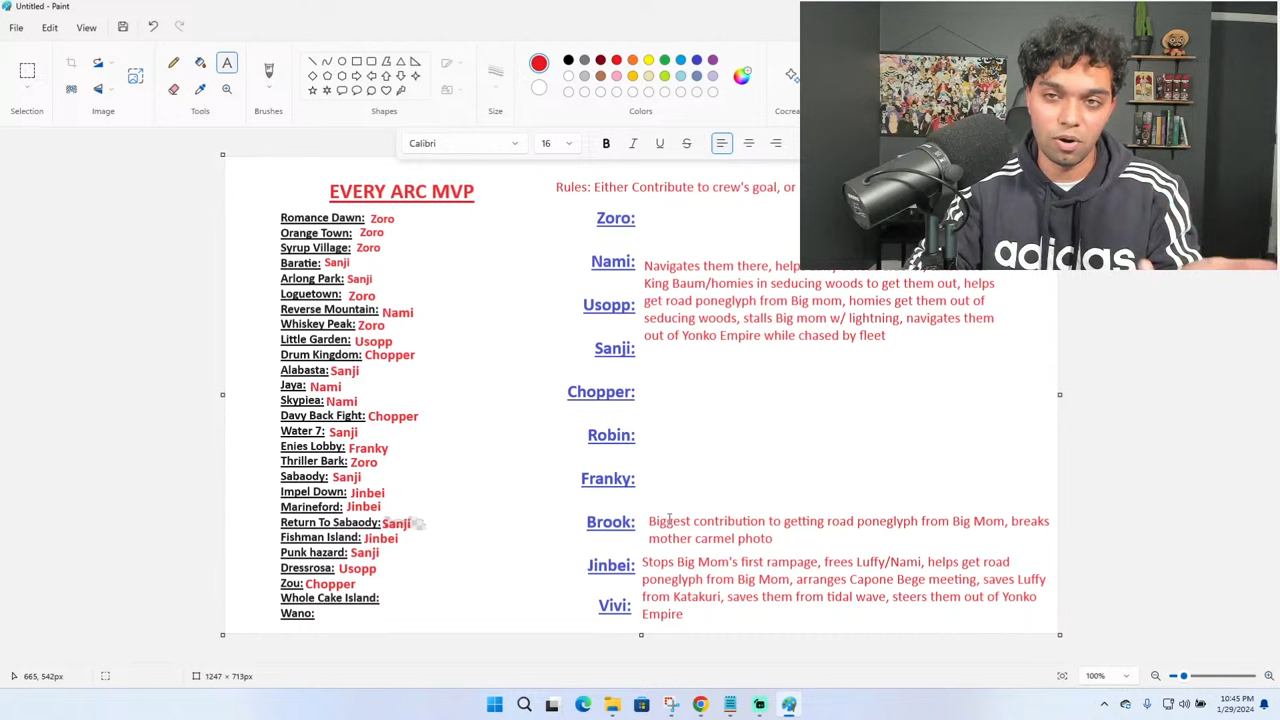 Untitled - Paint
File Edit View
Selection Image Tools Brushes Shapes Colors
Calibri 16 B I U S
EVERY ARC MVP
Romance Dawn: Zoro
Orange Town: Zoro
Syrup Village: Zoro
Baratie: Sanji
Arlong Park: Sanji
Loguetown: Zoro
Reverse Mountain: Nami
Whiskey Peak: Zoro
Little Garden: Usopp
Drum Kingdom: Chopper
Alabasta: Sanji
Jaya: Nami
Skypiea: Nami
Davy Back Fight: Chopper
Water 7: Sanji
Enies Lobby: Franky
Thriller Bark: Zoro
Sabaody: Sanji
Impel Down: Jinbei
Marineford: Jinbei
Return To Sabaody: Sanji
Fishman Island: Jinbei
Punk hazard: Sanji
Dressrosa: Usopp
Zou: Chopper
Whole Cake Island:
Wano:
Rules: Either Contribute to crew's goal, or
Zoro:
Nami: Navigates them there,
King Baum/homies in seducing woods to get them out, helps
get road poneglyph from Big mom, homies get them out of
seducing woods, stalls Big mom w/ lightning, navigates them
out of Yonko Empire while chased by fleet
Usopp:
Sanji:
Chopper:
Robin:
Franky:
Brook: Biggest contribution to getting road poneglyph from Big Mom, breaks
mother carmel photo
Jinbei: Stops Big Mom's first rampage, frees Luffy/Nami, helps get road
poneglyph from Big Mom, arranges Capone Bege meeting, saves Luffy
from Katakuri, saves them from tidal wave, steers them out of Yonko
Empire
Vivi:
adidas
665, 542px
1247 × 713px
100%
10:45 PM
1/29/2024